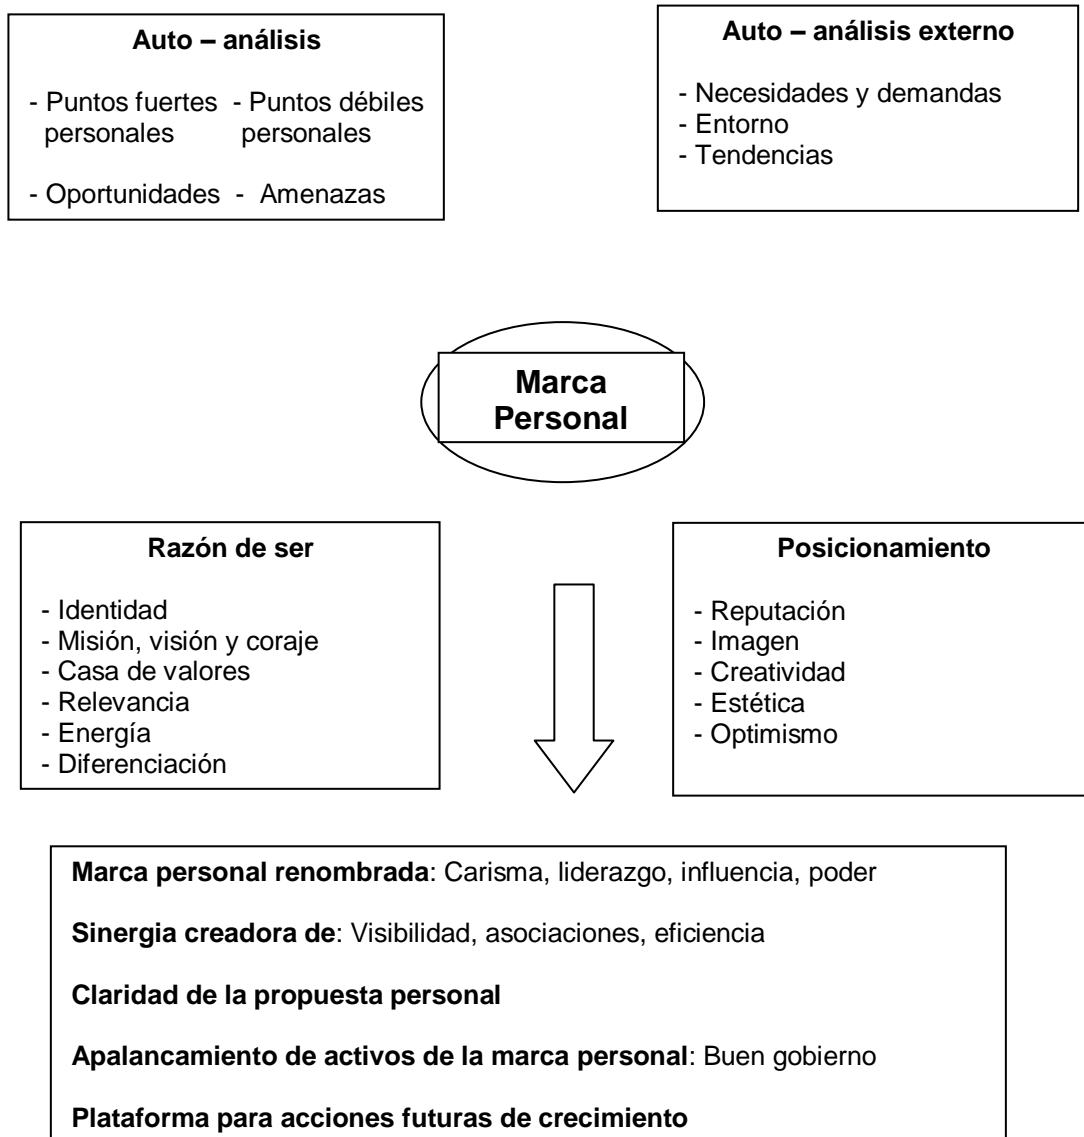 Auto – análisis
- Puntos fuertes - Puntos débiles
personales personales
- Oportunidades - Amenazas
Auto – análisis externo
- Necesidades y demandas
- Entorno
- Tendencias
Marca
Personal
Razón de ser
- Identidad
- Misión, visión y coraje
- Casa de valores
- Relevancia
- Energía
- Diferenciación
Posicionamiento
- Reputación
- Imagen
- Creatividad
- Estética
- Optimismo
Marca personal renombrada: Carisma, liderazgo, influencia, poder
Sinergia creadora de: Visibilidad, asociaciones, eficiencia
Claridad de la propuesta personal
Apalancamiento de activos de la marca personal: Buen gobierno
Plataforma para acciones futuras de crecimiento